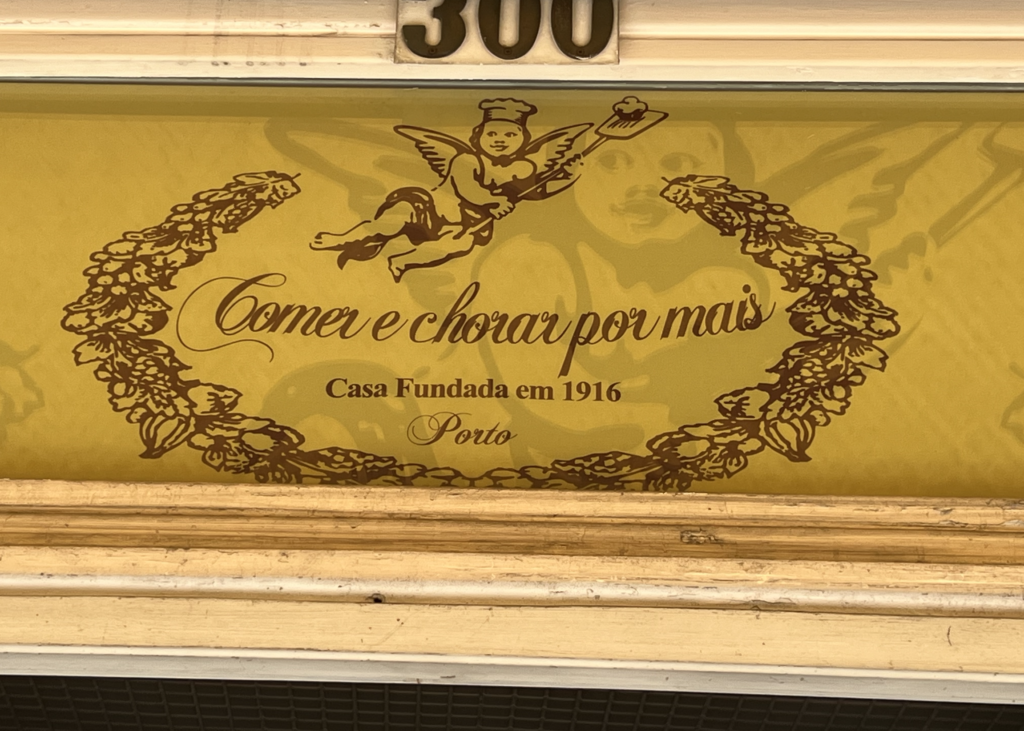 300
Comer e chorar por mais
Casa Fundada em 1916
Porto